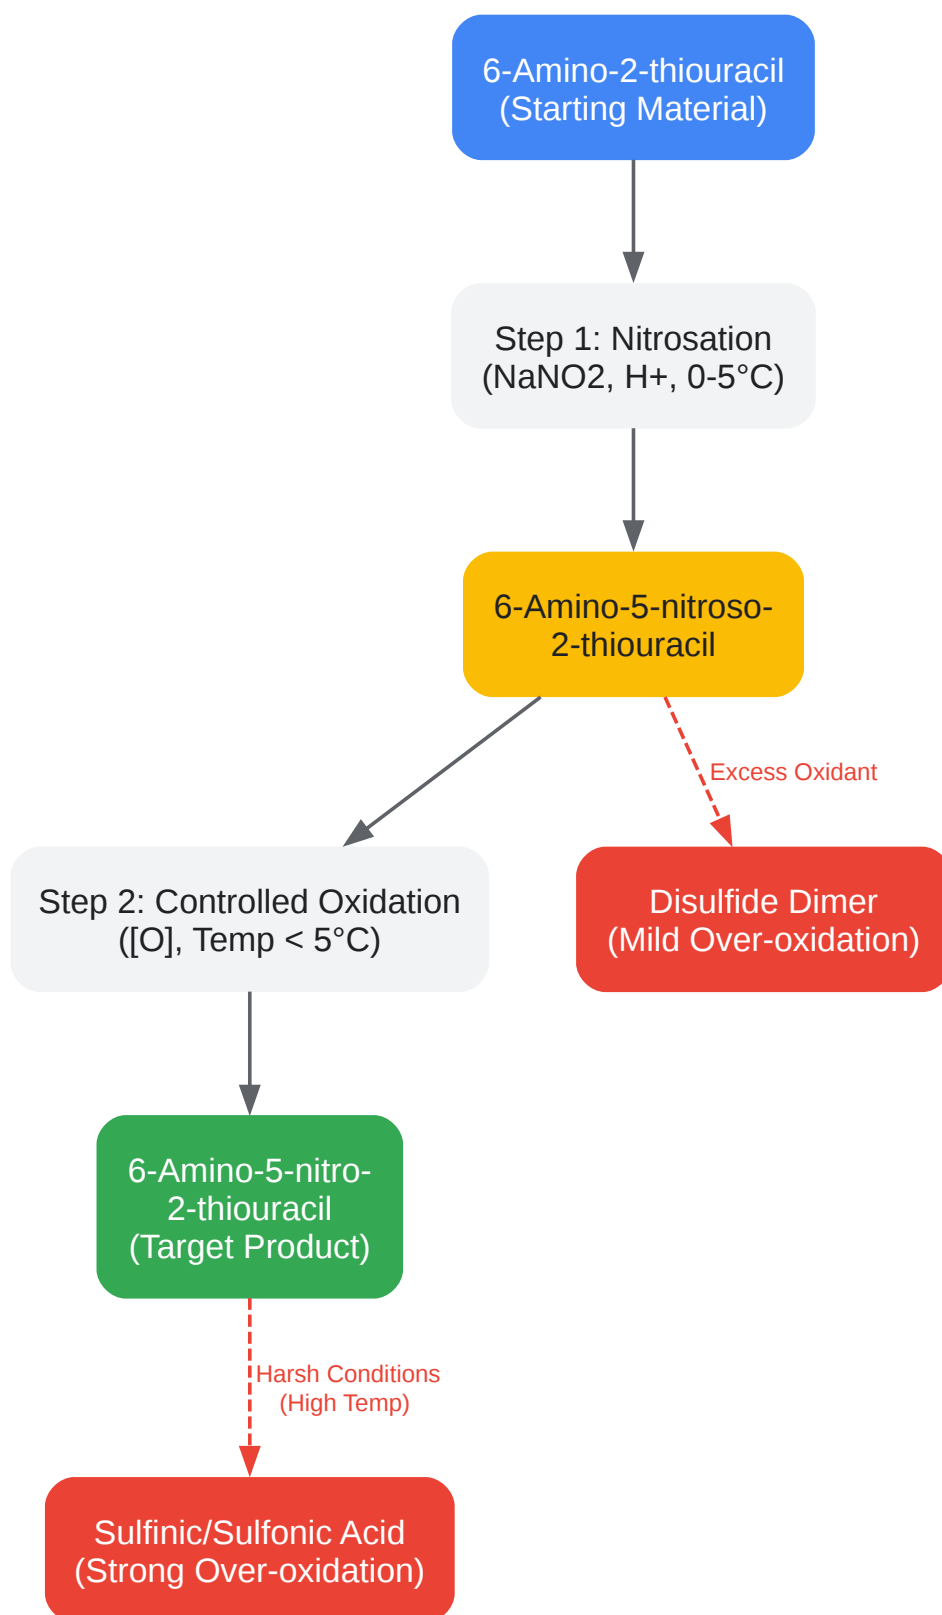 6-Amino-2-thiouracil
(Starting Material)
Step 1: Nitrosation
(NaNO2, H+, 0-5°C)
6-Amino-5-nitroso-
2-thiouracil
Excess Oxidant
Step 2: Controlled Oxidation
([O], Temp < 5°C)
Disulfide Dimer
(Mild Over-oxidation)
6-Amino-5-nitro-
2-thiouracil
(Target Product)
Harsh Conditions
(High Temp)
Sulfinic/Sulfonic Acid
(Strong Over-oxidation)